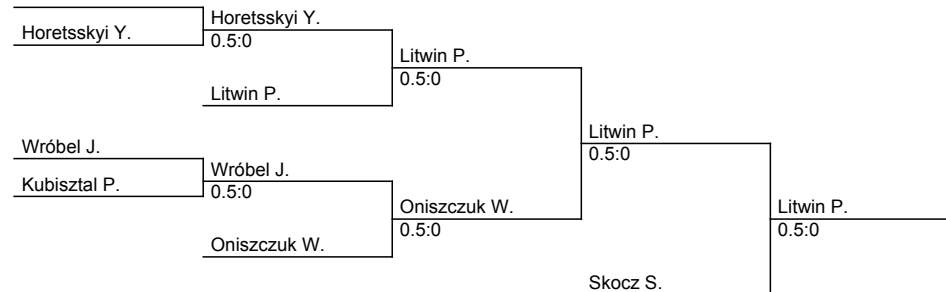 Horetsskyi Y.
Horetsskyi Y.
0.5:0
Litwin P.
Litwin P.
0.5:0
Wróbel J.
Kubisztal P.
Wróbel J.
0.5:0
Oniszczuk W.
Oniszczuk W.
0.5:0
Litwin P.
0.5:0
Skocz S.
Litwin P.
0.5:0